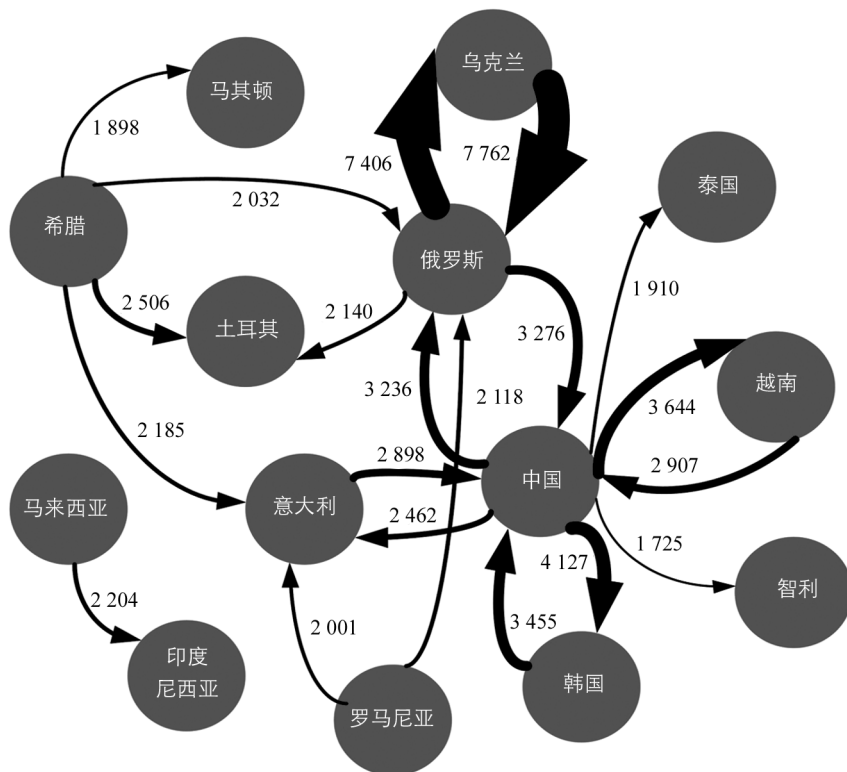 乌克兰
马其顿
1 898
7 406
7 762
泰国
2 032
希腊
俄罗斯
1 910
2 506
2 140
土耳其
3 276
3 236
2 118
越南
3 644
2 185
2 898
2 907
马来西亚
意大利
中国
2 462
1 725
4 127
智利
2 204
2 001
3 455
印度
尼西亚
韩国
罗马尼亚